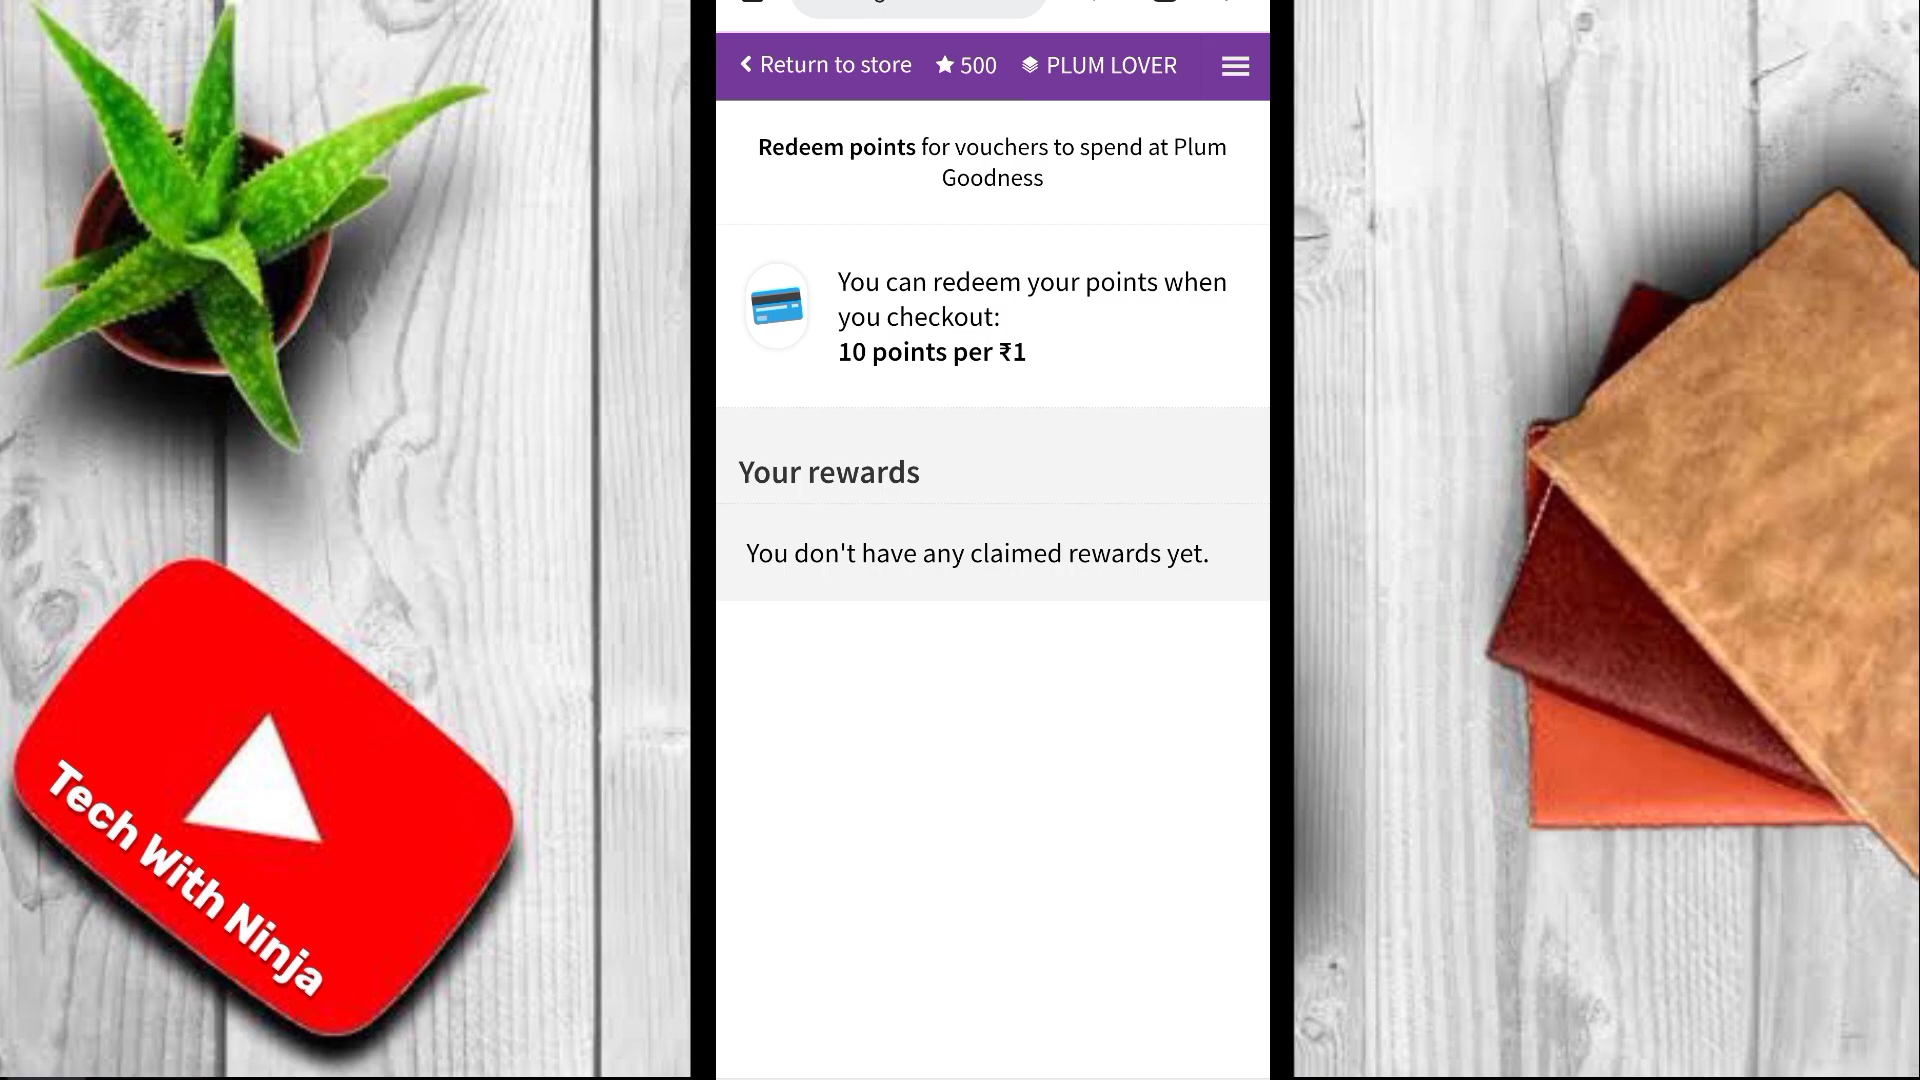 Return to store 500 PLUM LOVER
Redeem points for vouchers to spend at Plum
Goodness
You can redeem your points when
you checkout:
10 points per ₹1
Your rewards
You don't have any claimed rewards yet.
Tech With Ninja